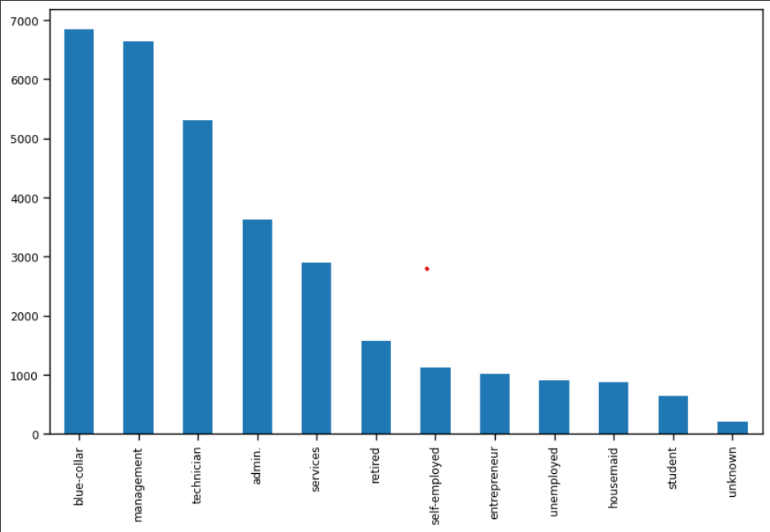 7000
6000
5000
4000
3000
2000
1000
0
blue-collar
management
technician
admin.
services
retired
self-employed
entrepreneur
unemployed
housemaid
student
unknown